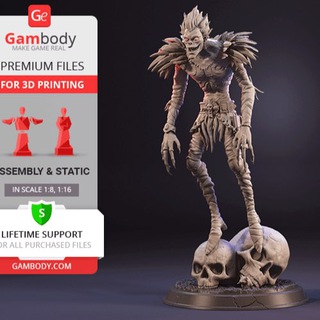 Ge
Gambody
MAKE GAME REAL
PREMIUM FILES
FOR 3D PRINTING
SSEMBLY & STATIC
IN SCALE 1:8, 1:16
S
LIFETIME SUPPORT
OR ALL PURCHASED FILES
GAMBODY.COM